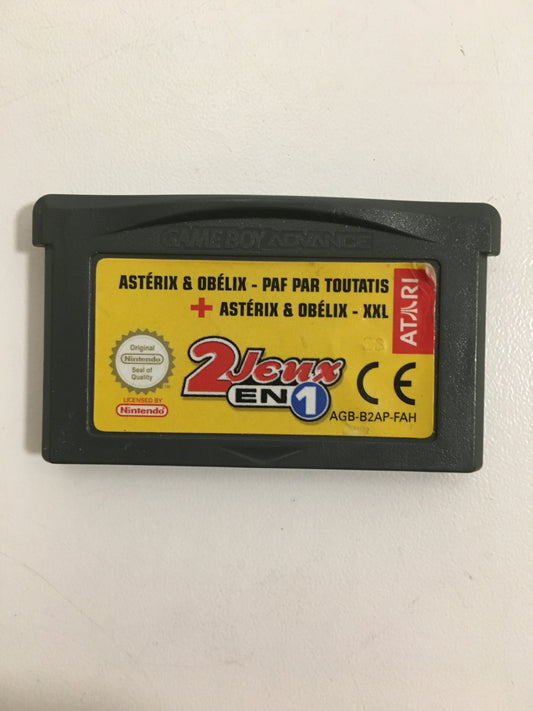 GAME BOY ADVANCE
ASTÉRIX & OBÉLIX - PAF PAR TOUTATIS
+ ASTÉRIX & OBÉLIX - XXL
ATARI
Original
Nintendo
Seal of
Quality
TM
LICENSED BY
Nintendo
2 Jeux
EN 1
CE
AGB-B2AP-FAH